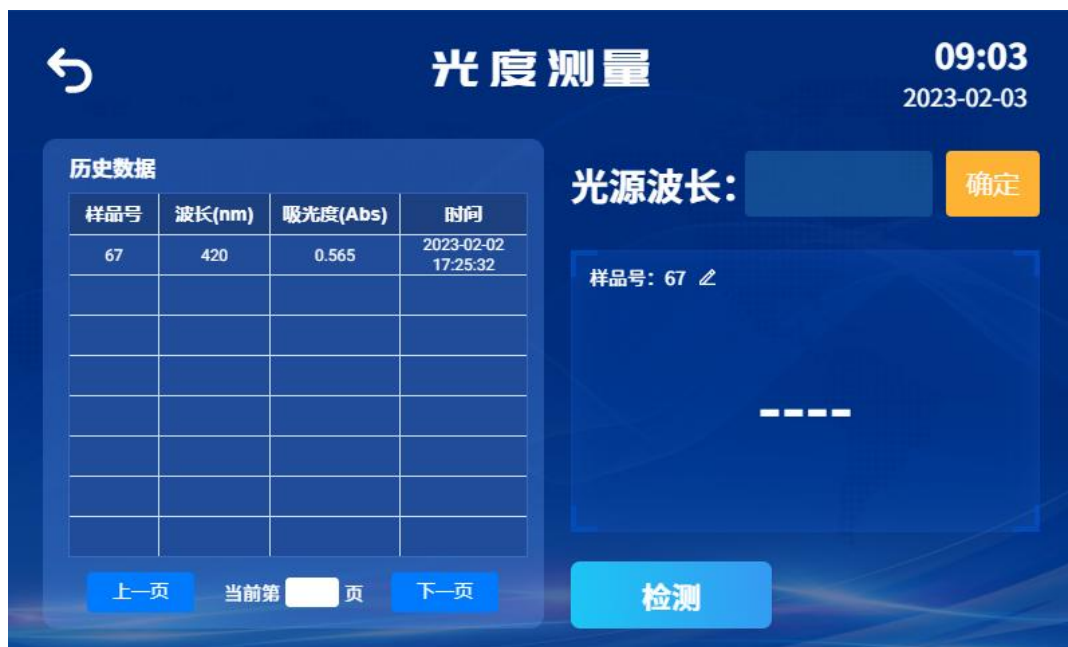 光度测量
09:03
2023-02-03
历史数据
样品号 波长(nm) 吸光度(Abs) 时间
67 420 0.565 2023-02-02 17:25:32
上一页 当前第 页 下一页
光源波长： 确定
样品号：67
----
检测